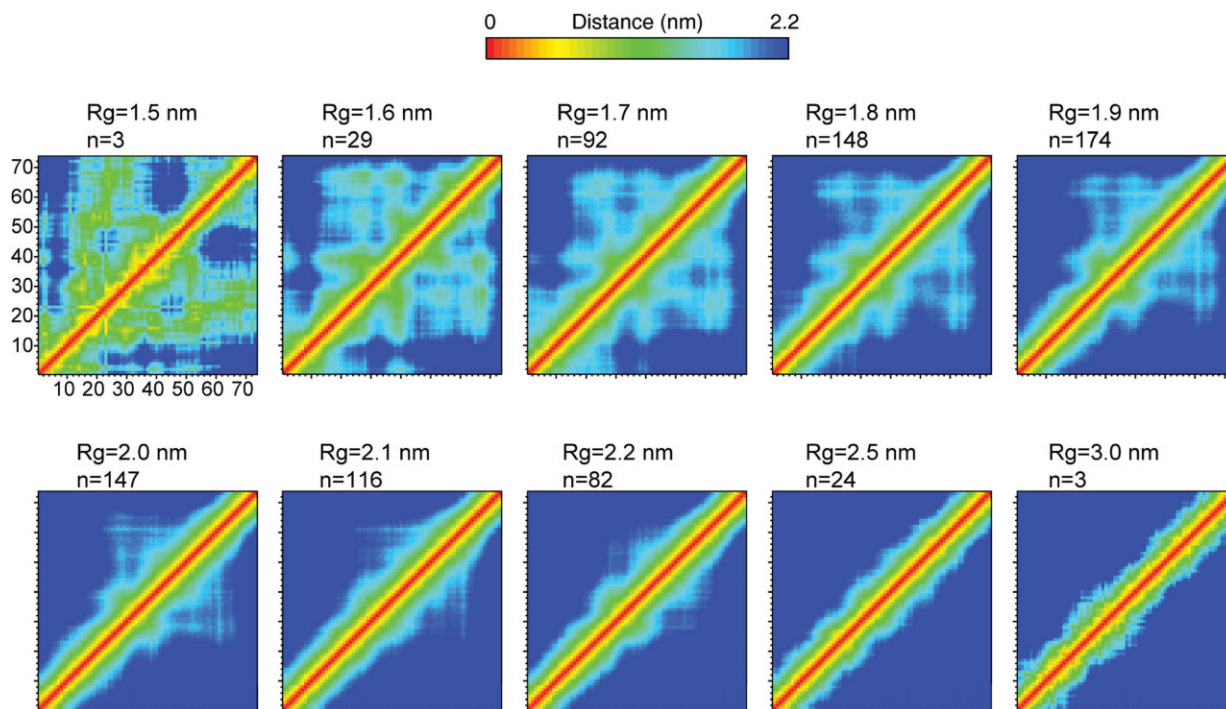 0 Distance (nm) 2.2
Rg=1.5 nm
n=3
Rg=1.6 nm
n=29
Rg=1.7 nm
n=92
Rg=1.8 nm
n=148
Rg=1.9 nm
n=174
70
60
50
40
30
20
10
10 20 30 40 50 60 70
Rg=2.0 nm
n=147
Rg=2.1 nm
n=116
Rg=2.2 nm
n=82
Rg=2.5 nm
n=24
Rg=3.0 nm
n=3